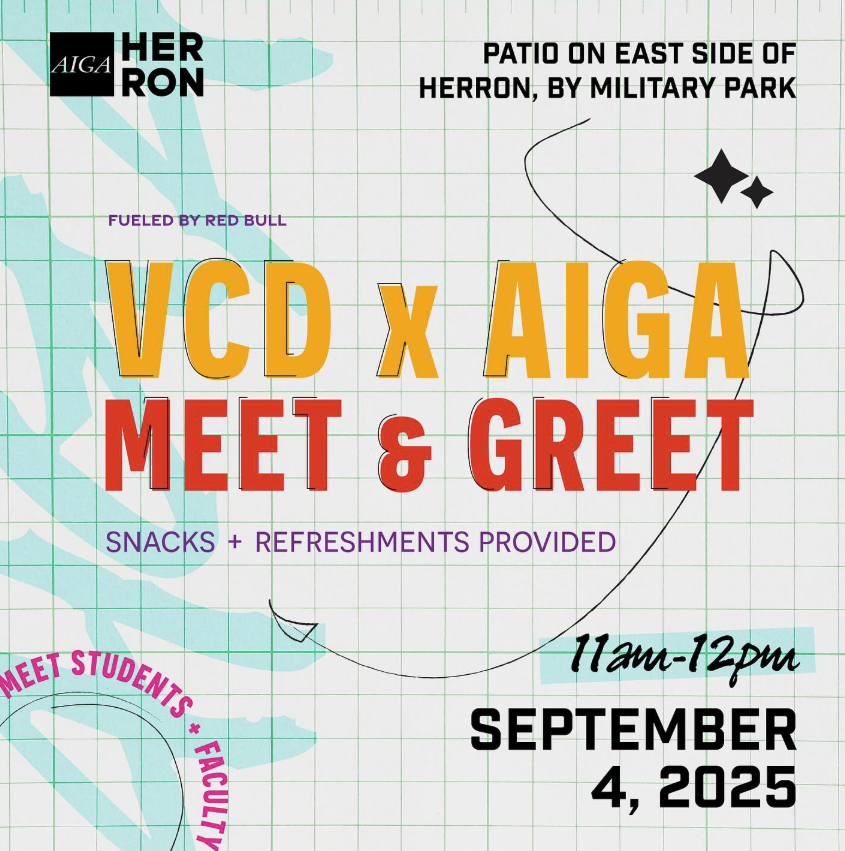 AIGA
HER
RON
PATIO ON EAST SIDE OF
HERRON, BY MILITARY PARK
FUELED BY RED BULL
VCD x AIGA
MEET & GREET
SNACKS + REFRESHMENTS PROVIDED
11am-12pm
SEPTEMBER
4, 2025
MEET STUDENTS + FACULTY